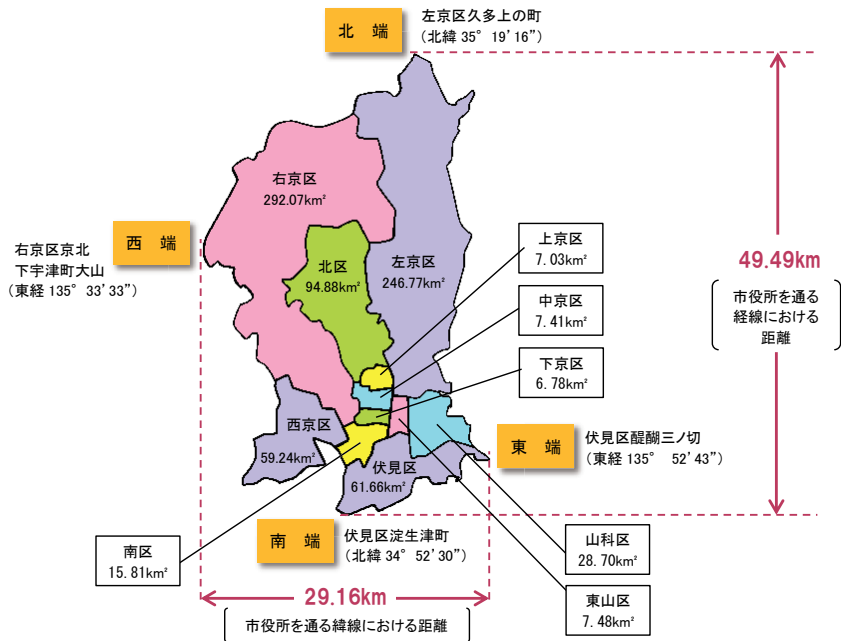 北 端
左京区久多上の町
（北緯 35° 19’16”）
右京区
292.07k㎡
西 端
右京区京北
下宇津町大山
（東経 135° 33’33”）
北区
94.88k㎡
左京区
246.77k㎡
上京区
7.03k㎡
中京区
7.41k㎡
下京区
6.78k㎡
49.49km
市役所を通る
経線における
距離
西京区
59.24k㎡
伏見区
61.66k㎡
東 端
伏見区醍醐三ノ切
（東経 135° 52’43”）
南 端
伏見区淀生津町
（北緯 34° 52’30”）
南区
15.81k㎡
山科区
28.70k㎡
東山区
7.48k㎡
29.16km
市役所を通る緯線における距離